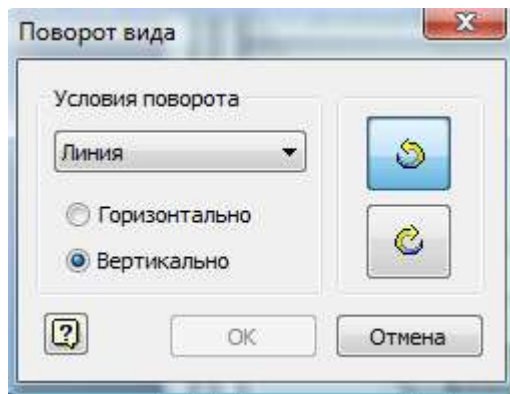 Поворот вида
Условия поворота
Линия
Горизонтально
Вертикально
OK
Отмена